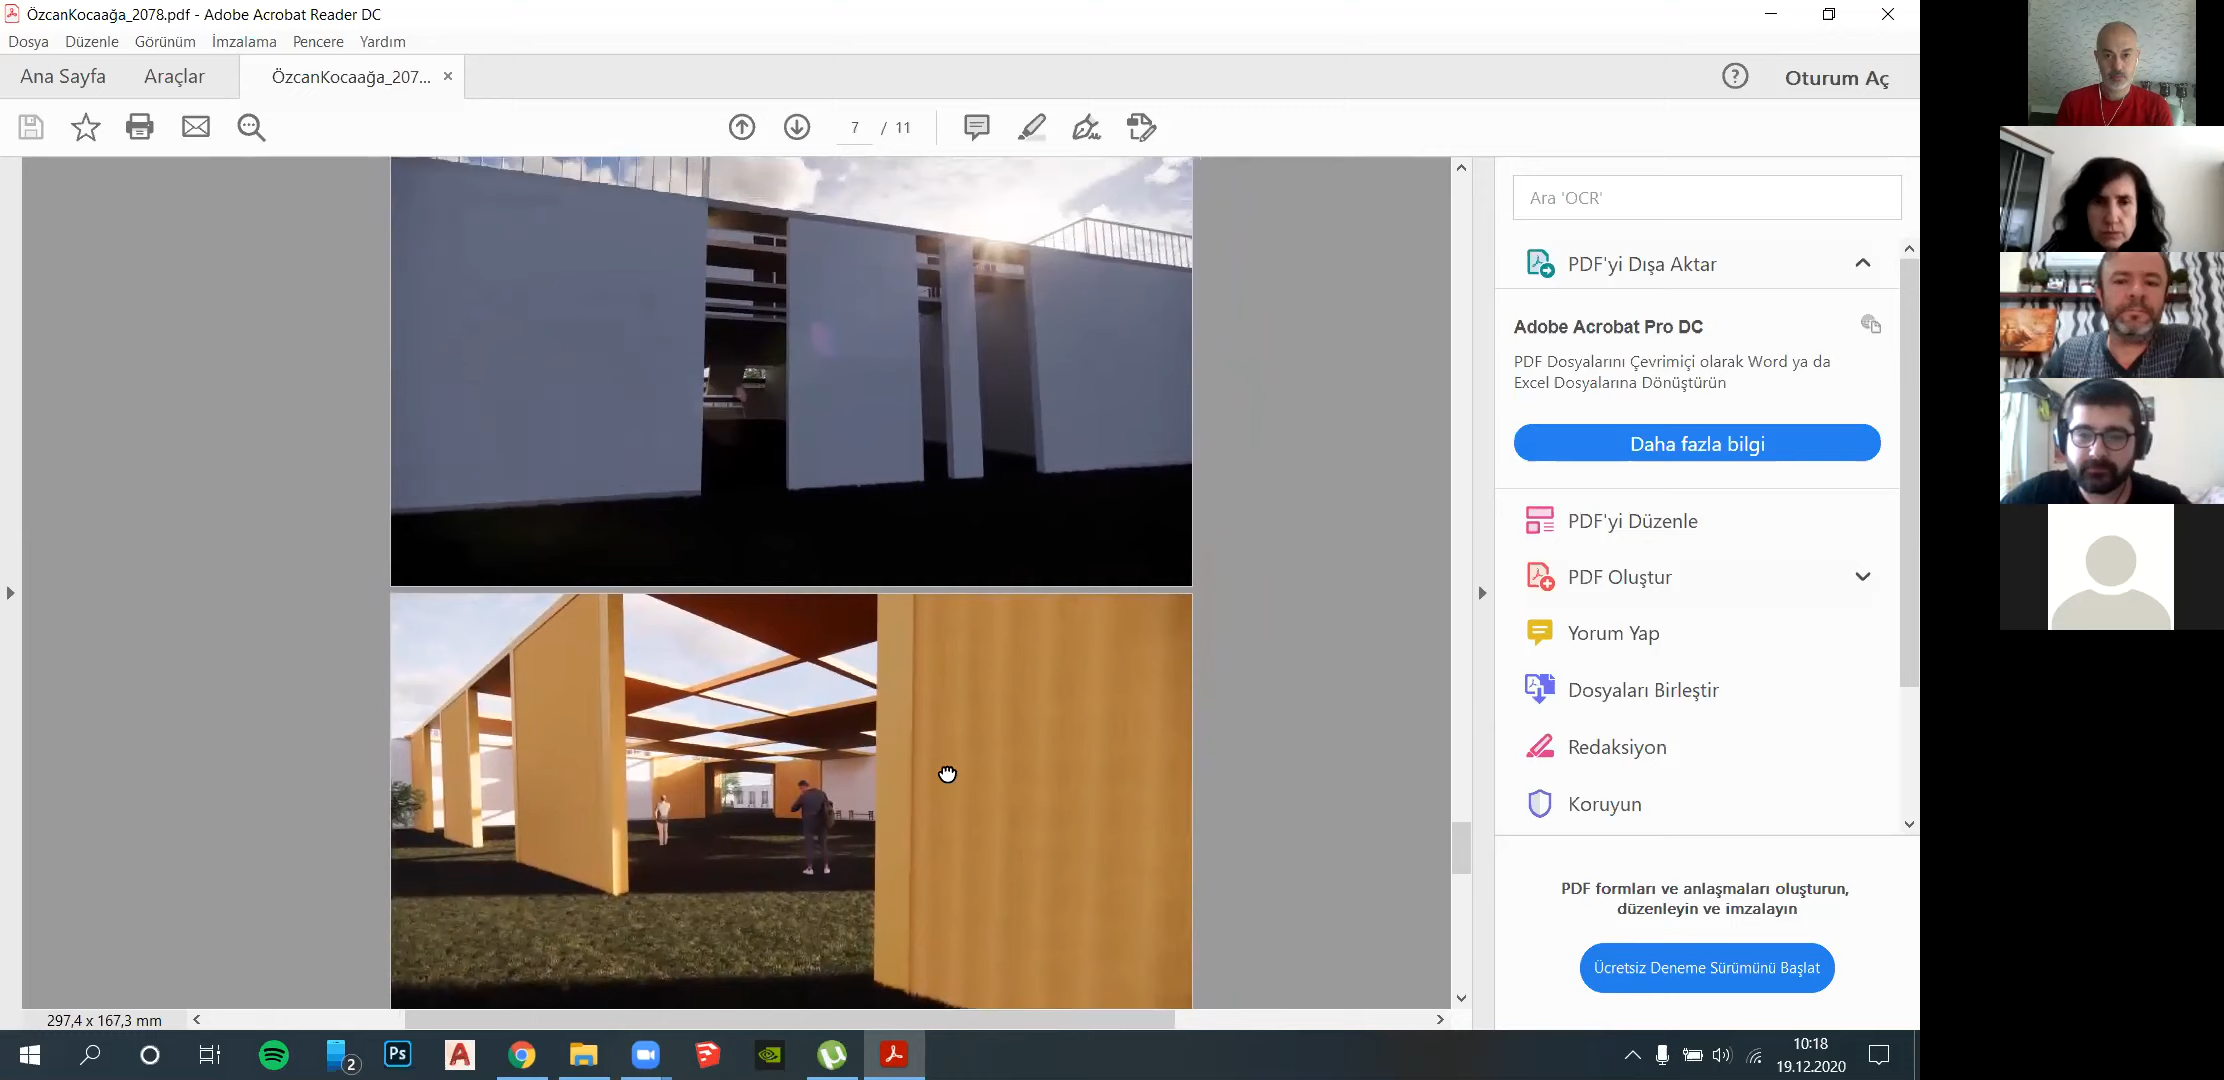 ÖzcanKocaağa_2078.pdf - Adobe Acrobat Reader DC
Dosya Düzenle Görünüm İmzalama Pencere Yardım
Ana Sayfa Araçlar ÖzcanKocaağa_207... × Oturum Aç
7 / 11
Ara 'OCR'
PDF'yi Dışa Aktar
Adobe Acrobat Pro DC
PDF Dosyalarını Çevrimiçi olarak Word ya da
Excel Dosyalarına Dönüştürün
Daha fazla bilgi
PDF'yi Düzenle
PDF Oluştur
Yorum Yap
Dosyaları Birleştir
Redaksiyon
Koruyun
PDF formları ve anlaşmaları oluşturun,
düzenleyin ve imzalayın
Ücretsiz Deneme Sürümünü Başlat
297,4 x 167,3 mm
2
Ps
10:18
19.12.2020